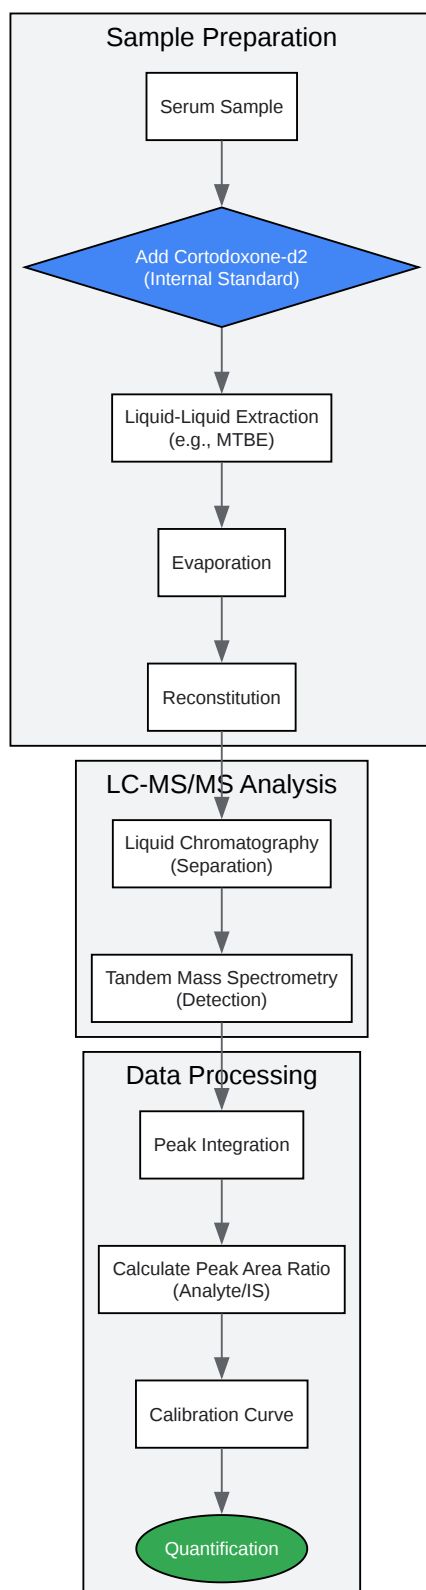 Sample Preparation
Serum Sample
Add Cortodoxone-d2
(Internal Standard)
Liquid-Liquid Extraction
(e.g., MTBE)
Evaporation
Reconstitution
LC-MS/MS Analysis
Liquid Chromatography
(Separation)
Tandem Mass Spectrometry
(Detection)
Data Processing
Peak Integration
Calculate Peak Area Ratio
(Analyte/IS)
Calibration Curve
Quantification